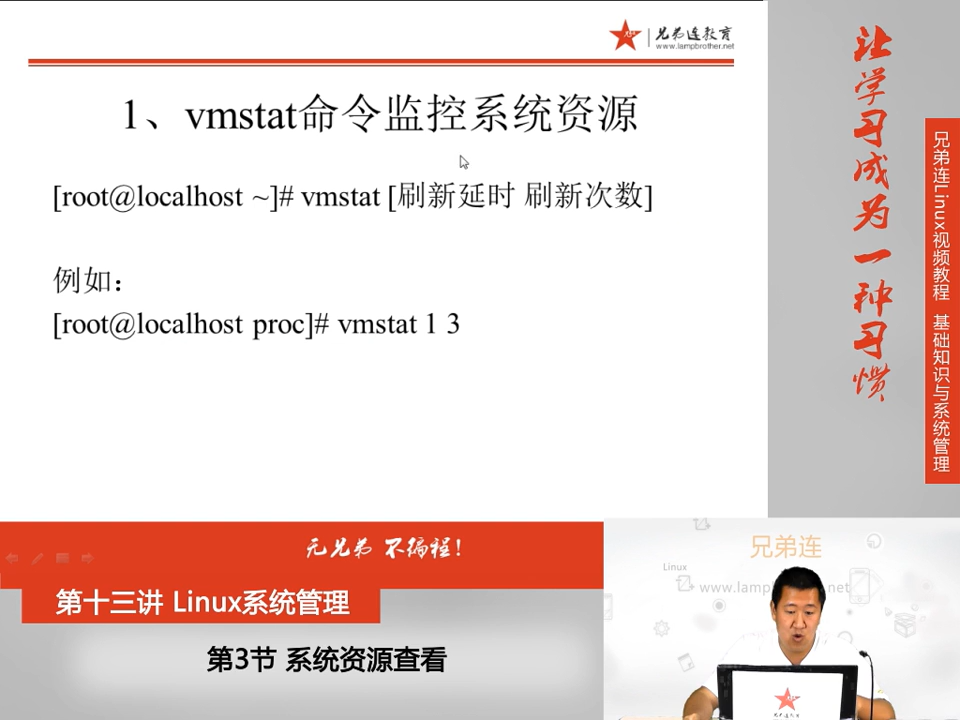 兄弟连教育
www.lampbrother.net
1、vmstat命令监控系统资源
[root@localhost ~]# vmstat [刷新延时 刷新次数]
例如：
[root@localhost proc]# vmstat 1 3
让学习成为一种习惯
兄弟连Linux视频教程 基础知识与系统管理
无兄弟 不编程！
第十三讲 Linux系统管理
第3节 系统资源查看
兄弟连
Linux